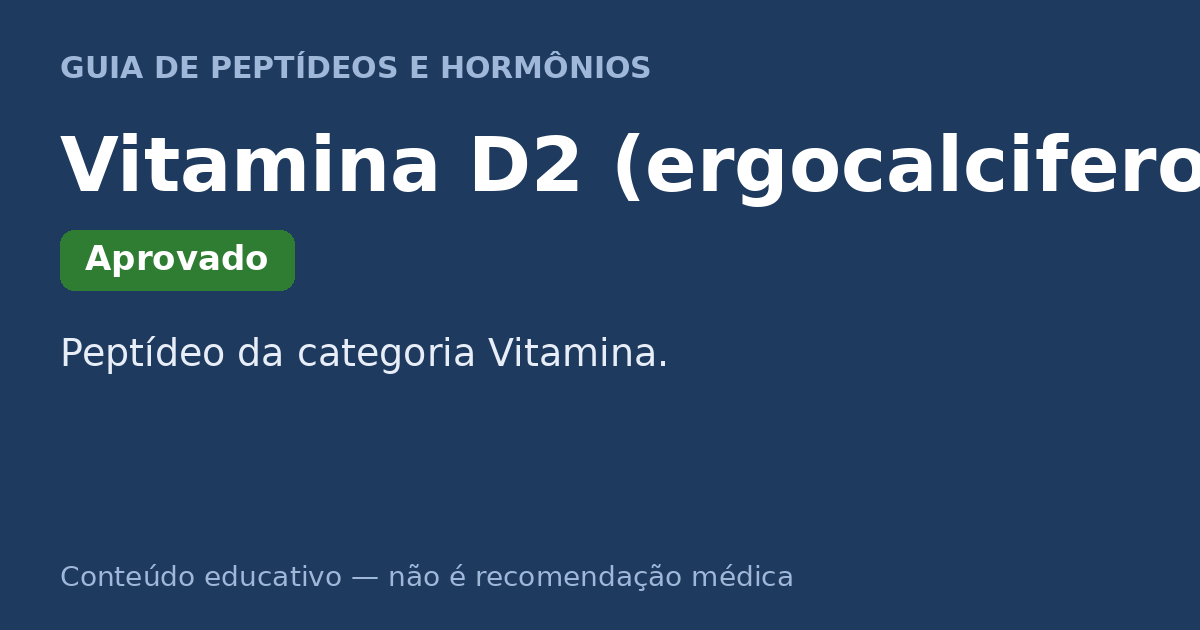 GUIA DE PEPTÍDEOS E HORMÔNIOS
Vitamina D2 (ergocalcifero
Aprovado
Peptídeo da categoria Vitamina.
Conteúdo educativo — não é recomendação médica